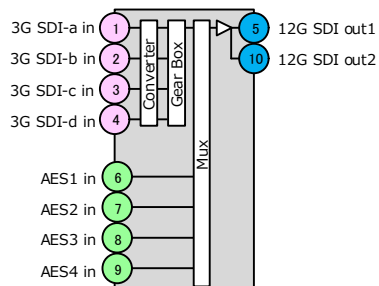 3G SDI-a in 1 5 12G SDI out1
3G SDI-b in 2 10 12G SDI out2
3G SDI-c in 3
3G SDI-d in 4
Converter
Gear Box
Mux
AES1 in 6
AES2 in 7
AES3 in 8
AES4 in 9